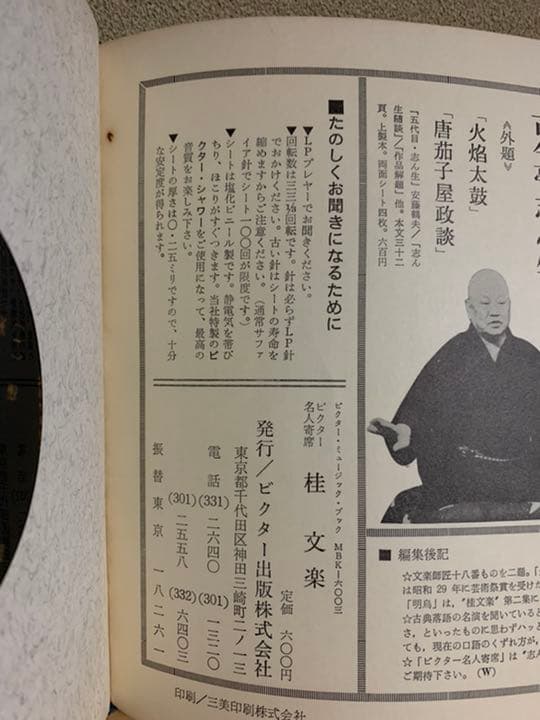 《外題》
「火焔太鼓」
「唐茄子屋政談」
「五代目・志ん生」安藤鶴夫/「志ん
生随談」/「作品解題」他。本文三十二
頁。上製本。両面シート四枚。六百円
■たのしくお聞きになるために
▼LPプレヤーでお聞きください。
▼回転数は三三⅓回転です。針は必らずLP針
でおかけください。古い針はシートの寿命を
縮めますからご注意ください。(通常サファ
イア針でシート一〇〇回が限度です。)
▼シートは塩化ビニール製です。静電気を帯び
ちり、ほこりがすぐつきます。当社特製のビ
クター・シャワーをご使用になって、最高の
音質をお楽しみ下さい。
▼シートの厚さは〇・二五ミリですので、十分
な安定度が得られます。
ビクター・ミュージック・ブック MBK—六〇〇三
ビクター
名人寄席
桂文楽
定価 六〇〇円
発行/ビクター出版株式会社
東京都千代田区神田三崎町二ノ一三
電話 (331)二六四〇 (301)一三二〇
(301)二五五八 (332)六四〇三
振替東京 一八二六一
■編集後記
☆文楽師匠十八番ものを二題。「
は昭和29年に芸術祭賞を受けた
「明烏」は、"桂文楽"第二集に
☆古典落語の名演を聞いていると
さ、といったものに思わずハッと
ても、現在の口語のくずれ方が、
☆「ビクター名人寄席」は"志ん
ご期待下さい。(W)
印刷/三美印刷株式会社